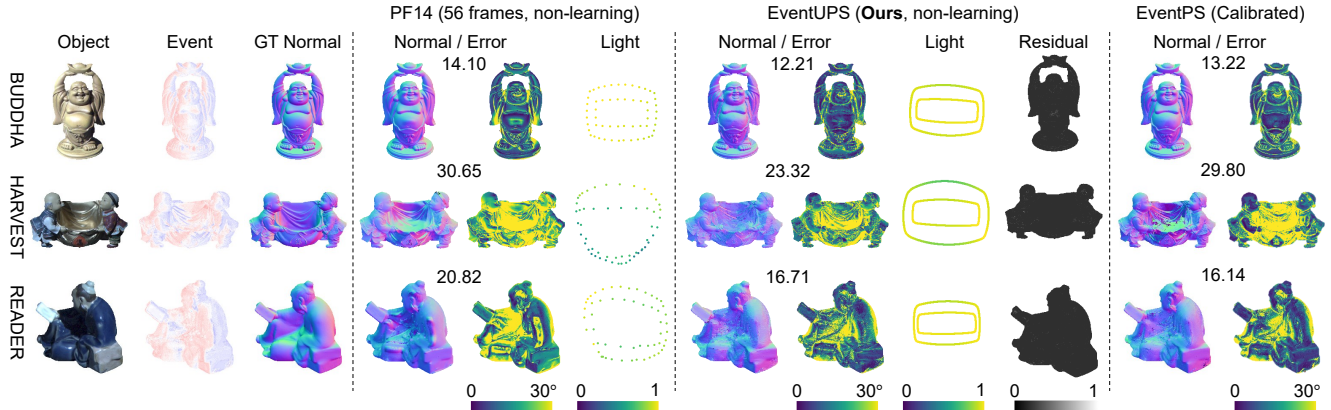 PF14 (56 frames, non-learning) EventUPS (Ours, non-learning) EventPS (Calibrated)
Object Event GT Normal Normal / Error Light Normal / Error Light Residual Normal / Error
BUDDHA 14.10 12.21 13.22
HARVEST 30.65 23.32 29.80
READER 20.82 16.71 16.14
0 30° 0 1 0 30° 0 1 0 1 0 30°